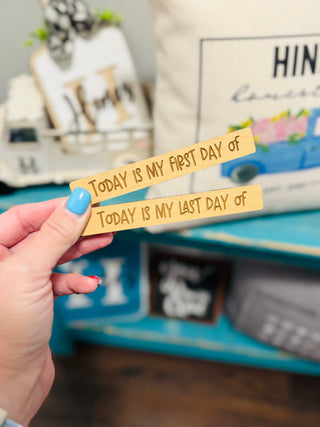 TODAY IS MY FIRST DAY OF
TODAY IS MY LAST DAY OF
HIN
H
H